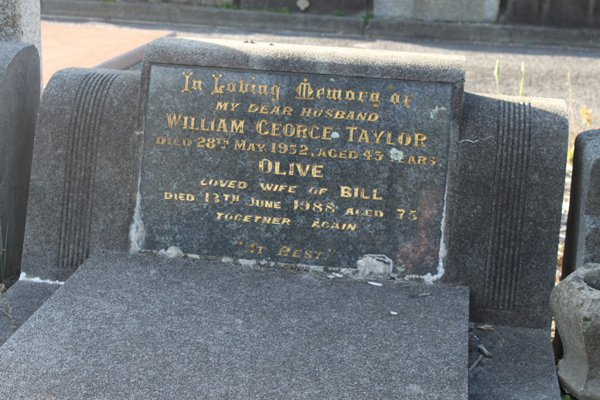 In Loving Memory of
MY DEAR HUSBAND
WILLIAM GEORGE TAYLOR
DIED 28TH MAY 1952, AGED 45 YEARS
OLIVE
LOVED WIFE OF BILL
DIED 13TH JUNE 1988 AGED 75
TOGETHER AGAIN
"AT REST"